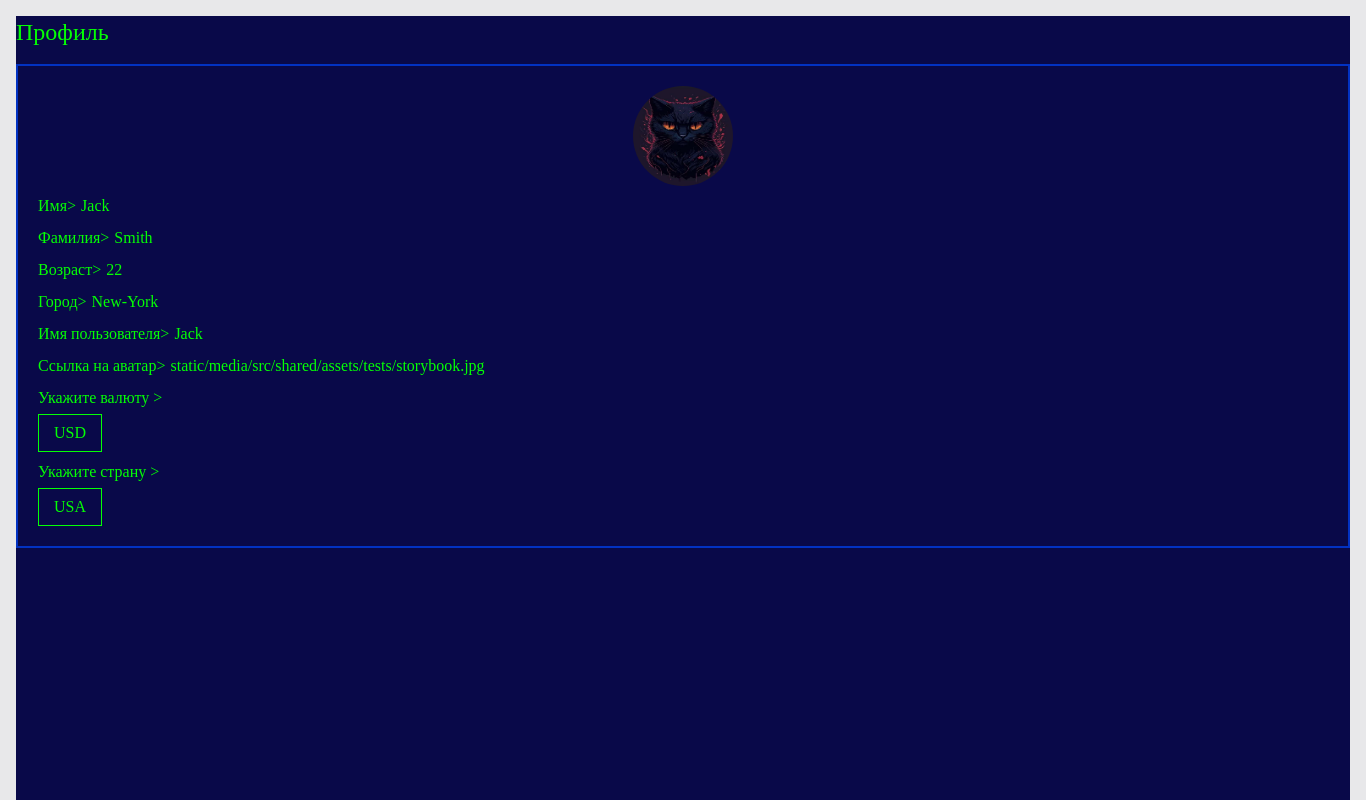 Профиль
Имя> Jack
Фамилия> Smith
Возраст> 22
Город> New-York
Имя пользователя> Jack
Ссылка на аватар> static/media/src/shared/assets/tests/storybook.jpg
Укажите валюту >
USD
Укажите страну >
USA